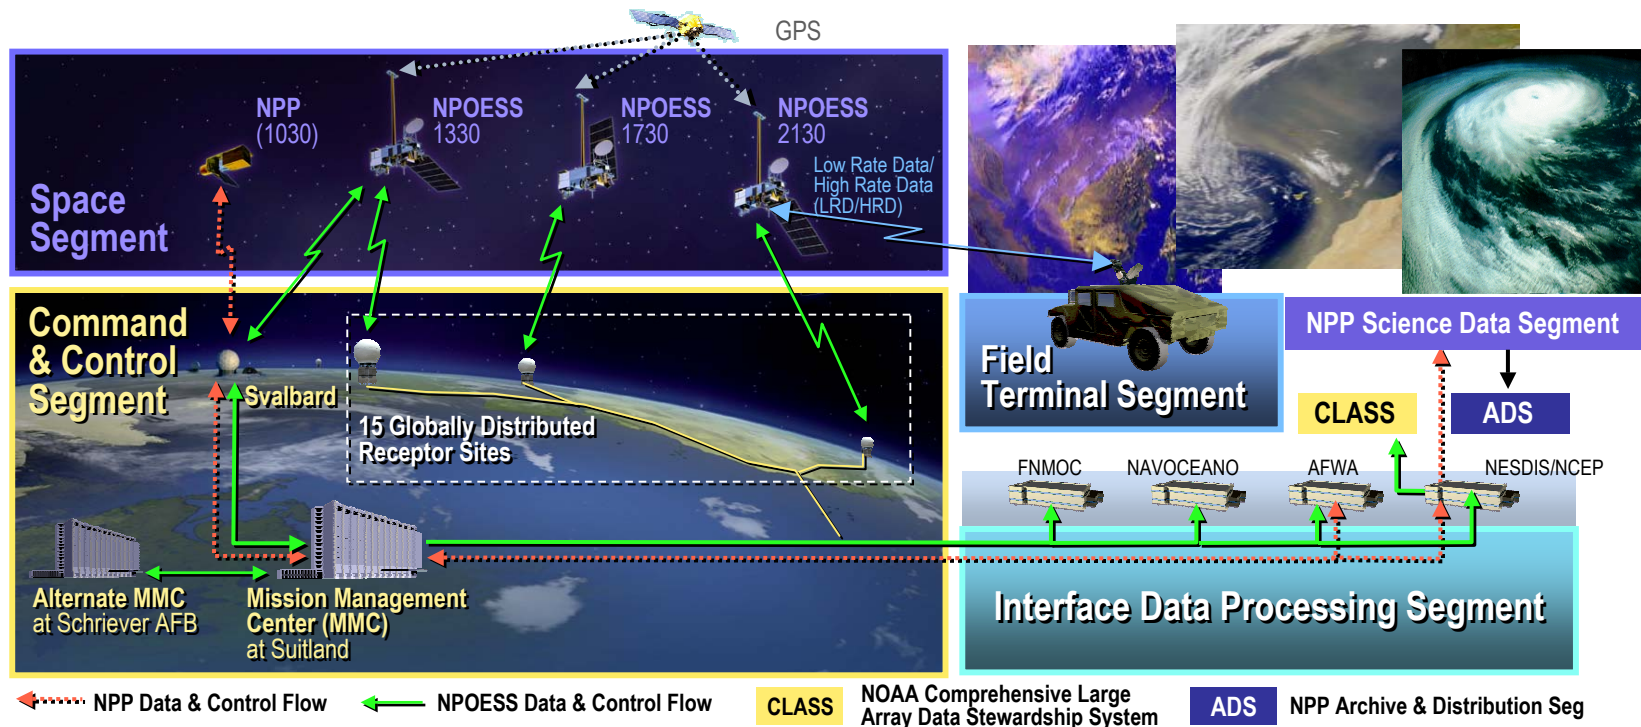 GPS
NPP
(1030)
NPOESS
1330
NPOESS
1730
NPOESS
2130
Low Rate Data/
High Rate Data
(LRD/HRD)
Space
Segment
Command
& Control
Segment
Svalbard
15 Globally Distributed
Receptor Sites
Alternate MMC
at Schriever AFB
Mission Management
Center (MMC)
at Suitland
Field
Terminal Segment
NPP Science Data Segment
CLASS
ADS
FNMOC
NAVOCEANO
AFWA
NESDIS/NCEP
Interface Data Processing Segment
NPP Data & Control Flow
NPOESS Data & Control Flow
CLASS
NOAA Comprehensive Large
Array Data Stewardship System
ADS
NPP Archive & Distribution Seg